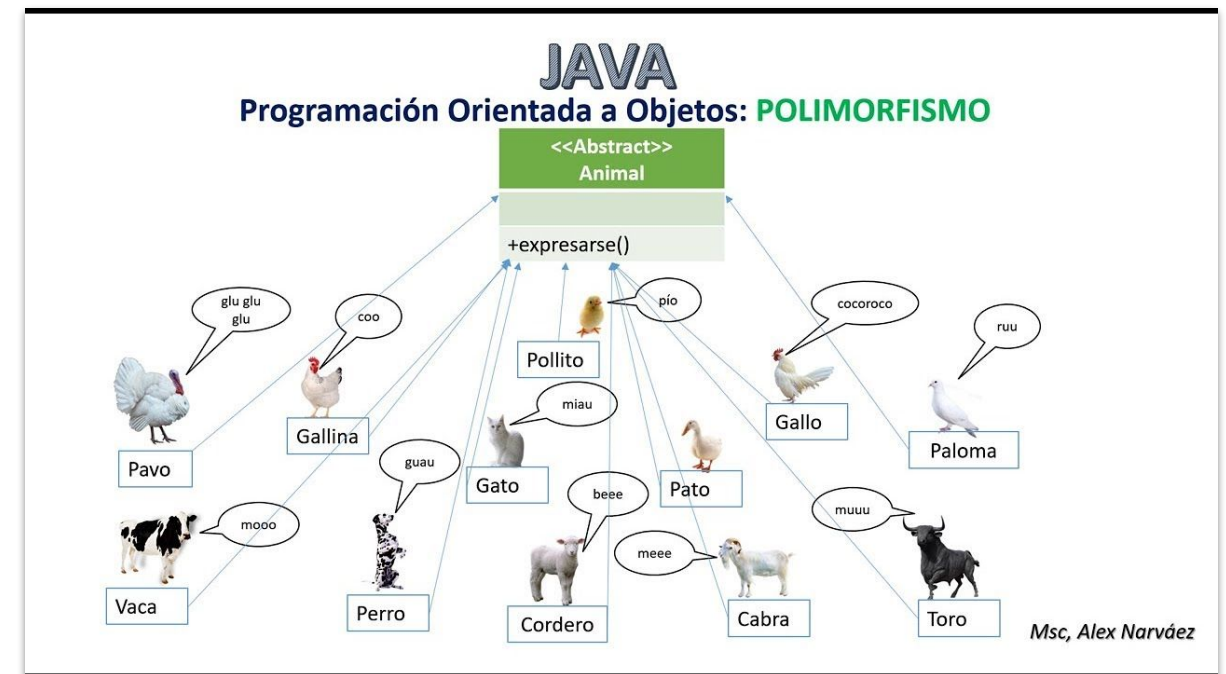 JAVA
Programación Orientada a Objetos: POLIMORFISMO
<<Abstract>>
Animal
+expresarse()
glu glu
glu
coo
pío
cocoroco
ruu
Pollito
miau
Gallo
Gallina
Paloma
Pavo
guau
Gato
beee
Pato
mooo
muuu
meee
Vaca
Perro
Cordero
Cabra
Toro
Msc, Alex Narváez